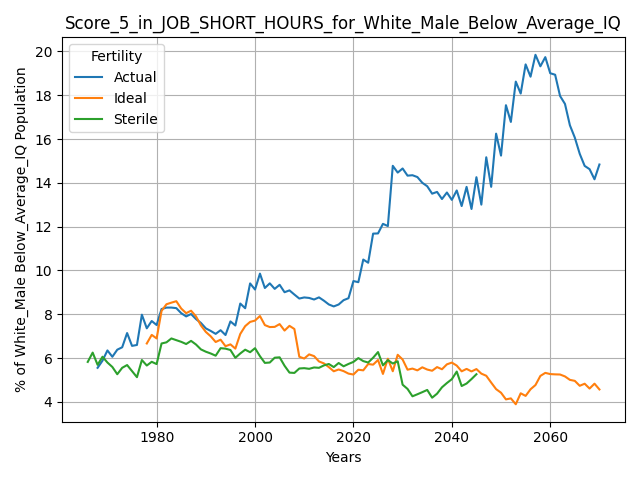 Score_5_in_JOB_SHORT_HOURS_for_White_Male_Below_Average_IQ
% of White_Male Below_Average_IQ Population
20
18
16
14
12
10
8
6
4
Fertility
Actual
Ideal
Sterile
1980 2000 2020 2040 2060
Years